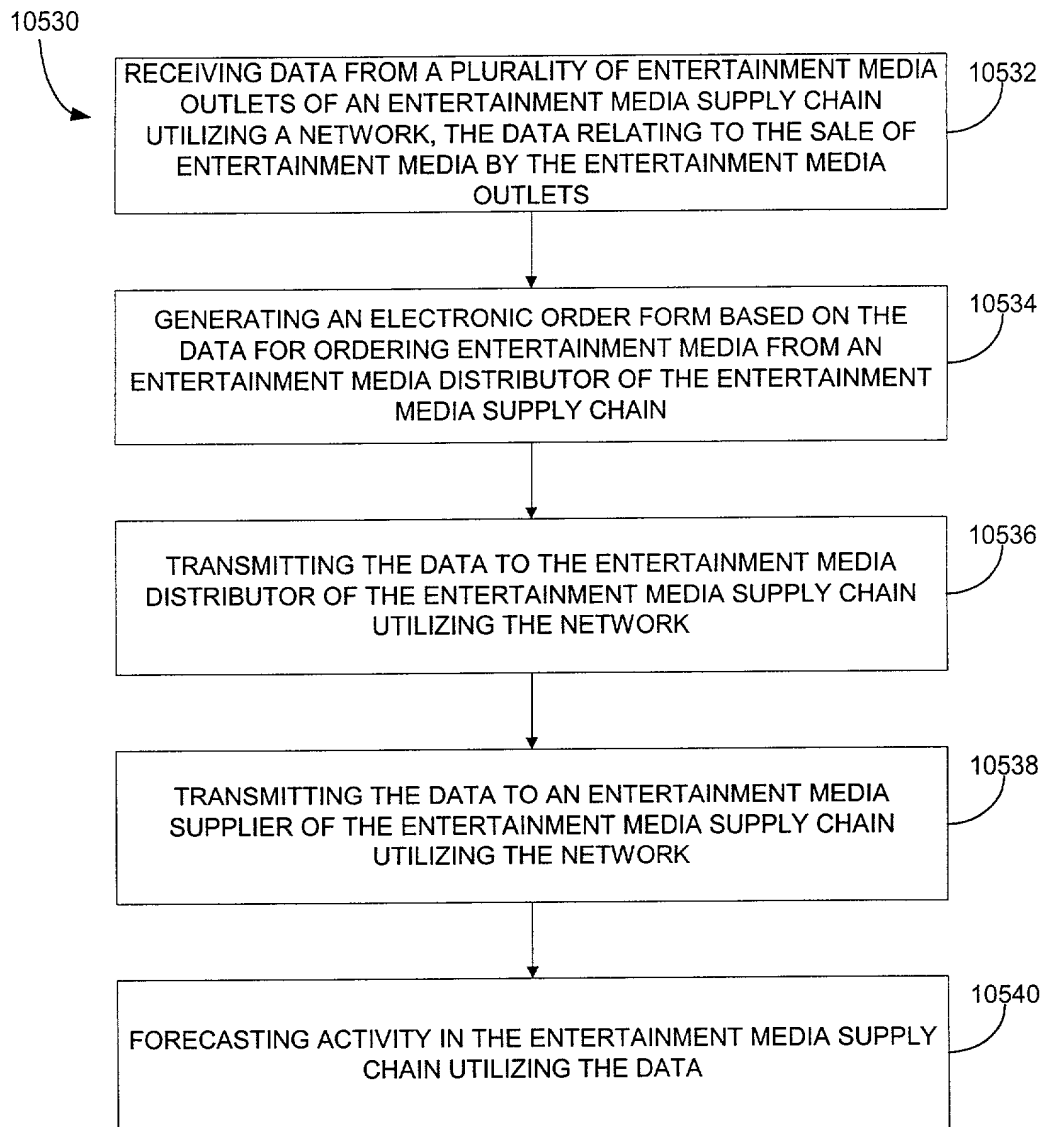 10530
RECEIVING DATA FROM A PLURALITY OF ENTERTAINMENT MEDIA
OUTLETS OF AN ENTERTAINMENT MEDIA SUPPLY CHAIN
UTILIZING A NETWORK, THE DATA RELATING TO THE SALE OF
ENTERTAINMENT MEDIA BY THE ENTERTAINMENT MEDIA
OUTLETS
10532
GENERATING AN ELECTRONIC ORDER FORM BASED ON THE
DATA FOR ORDERING ENTERTAINMENT MEDIA FROM AN
ENTERTAINMENT MEDIA DISTRIBUTOR OF THE ENTERTAINMENT
MEDIA SUPPLY CHAIN
10534
TRANSMITTING THE DATA TO THE ENTERTAINMENT MEDIA
DISTRIBUTOR OF THE ENTERTAINMENT MEDIA SUPPLY CHAIN
UTILIZING THE NETWORK
10536
TRANSMITTING THE DATA TO AN ENTERTAINMENT MEDIA
SUPPLIER OF THE ENTERTAINMENT MEDIA SUPPLY CHAIN
UTILIZING THE NETWORK
10538
FORECASTING ACTIVITY IN THE ENTERTAINMENT MEDIA SUPPLY
CHAIN UTILIZING THE DATA
10540